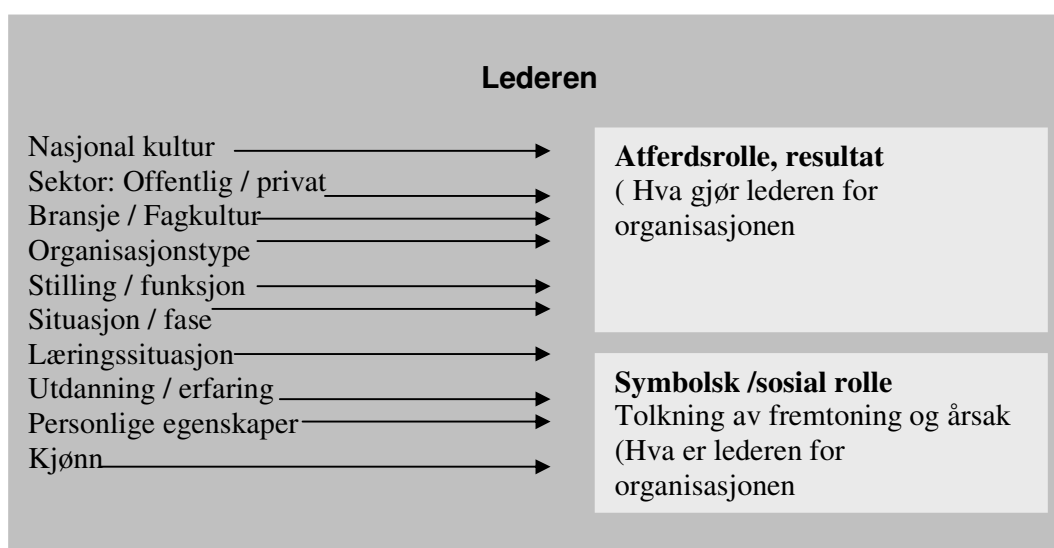 Lederen
Nasjonal kultur
Sektor: Offentlig / privat
Bransje / Fagkultur
Organisasjonstype
Stilling / funksjon
Situasjon / fase
Læringssituasjon
Utdanning / erfaring
Personlige egenskaper
Kjønn
Atferdsrolle, resultat
( Hva gjør lederen for
organisasjonen
Symbolsk /sosial rolle
Tolkning av fremtoning og årsak
(Hva er lederen for
organisasjonen